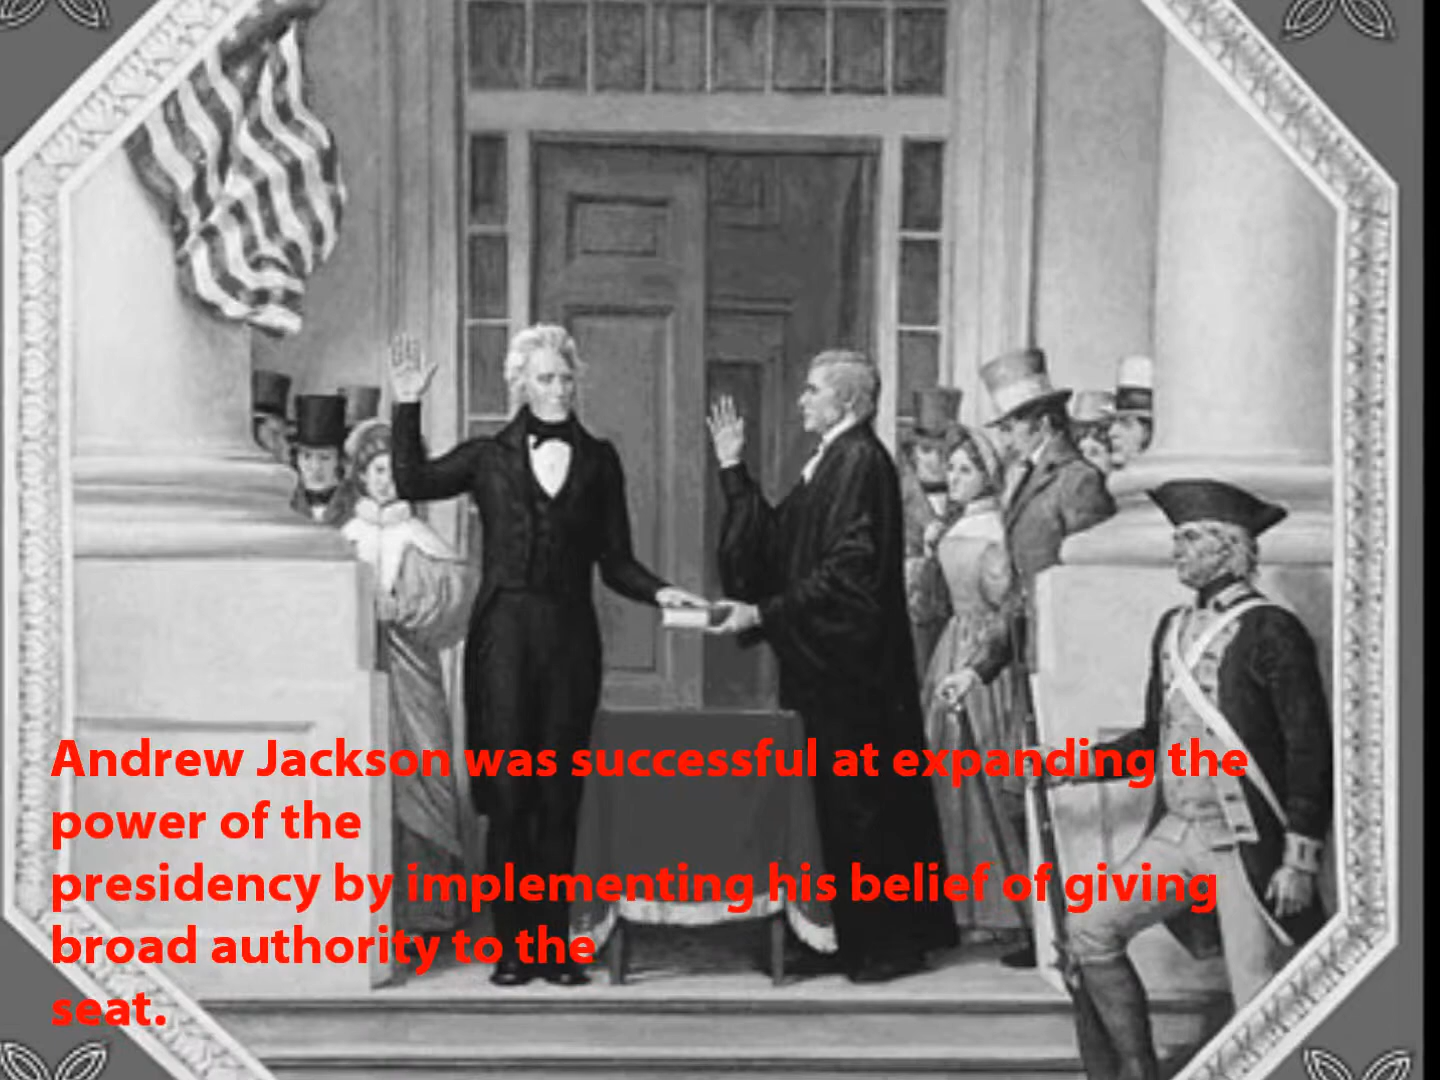 Andrew Jackson was successful at expanding the
power of the
presidency by implementing his belief of giving
broad authority to the
seat.